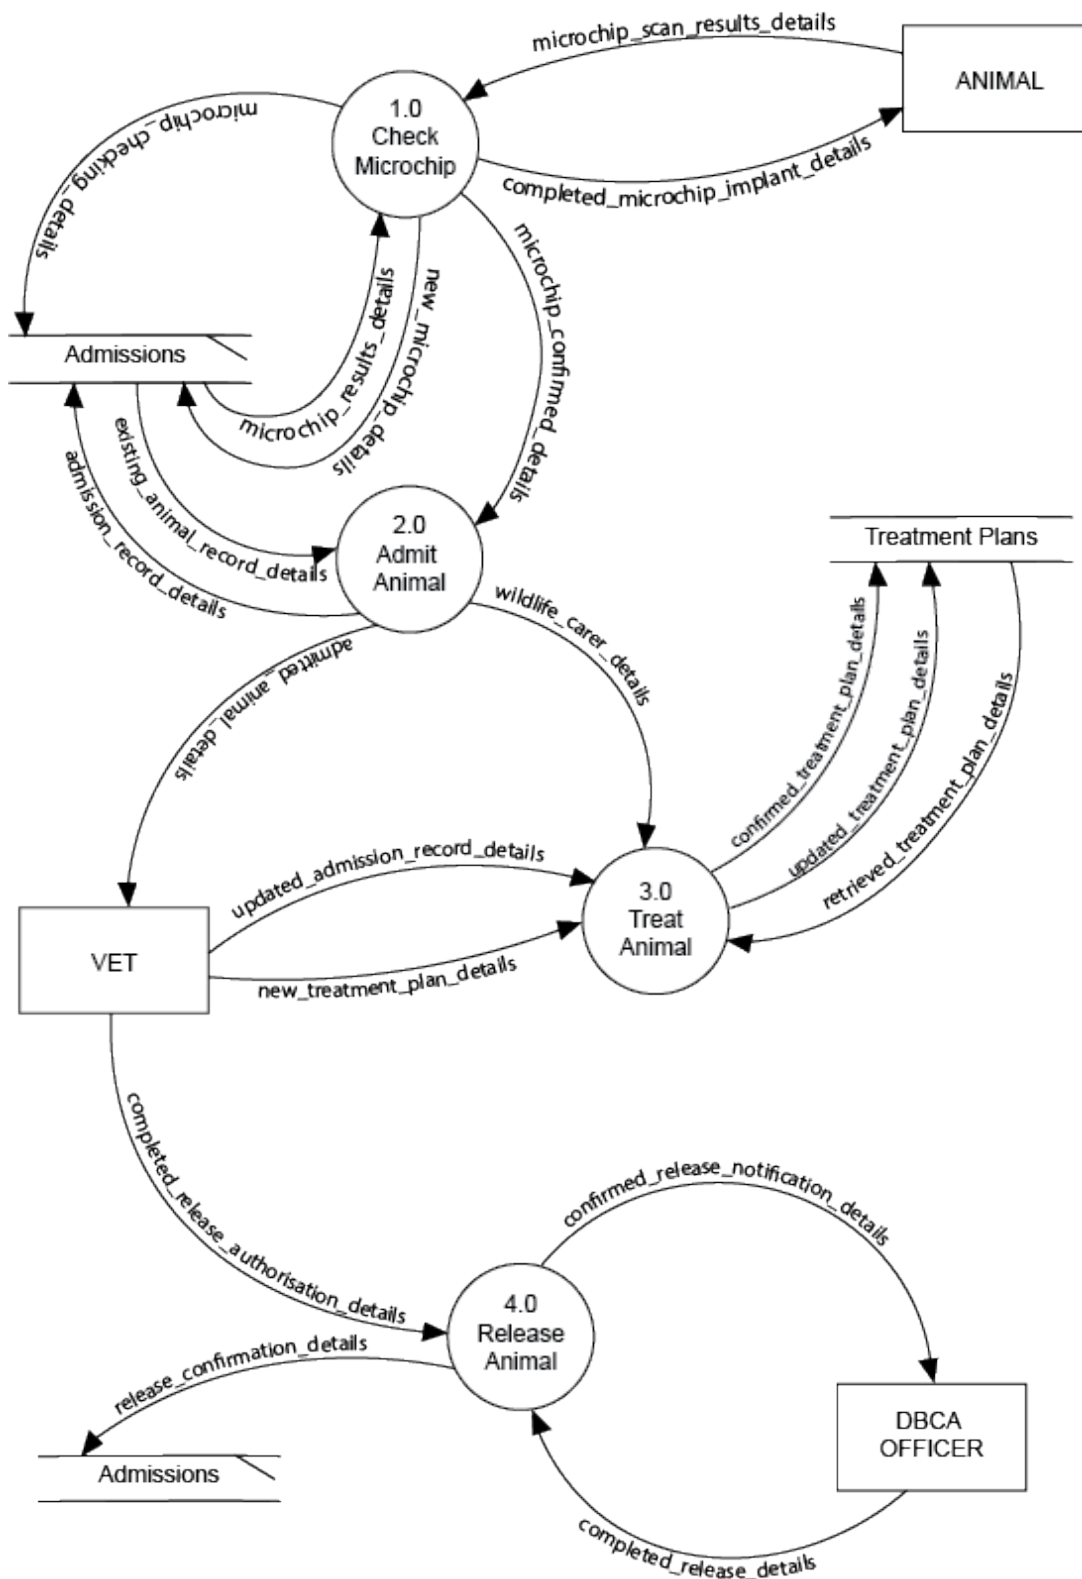 microchip_scan_results_details
ANIMAL
1.0
Check
Microchip
microchip_checking_details
completed_microchip_implant_details
microchip_results_details
new_microchip_details
microchip_confirmed_details
Admissions
existing_animal_record_details
admission_record_details
2.0
Admit
Animal
Treatment Plans
wildlife_carer_details
admitted_animal_details
confirmed_treatment_plan_details
updated_treatment_plan_details
retrieved_treatment_plan_details
updated_admission_record_details
3.0
Treat
Animal
VET
new_treatment_plan_details
completed_release_authorisation_details
confirmed_release_notification_details
4.0
Release
Animal
release_confirmation_details
Admissions
DBCA
OFFICER
completed_release_details